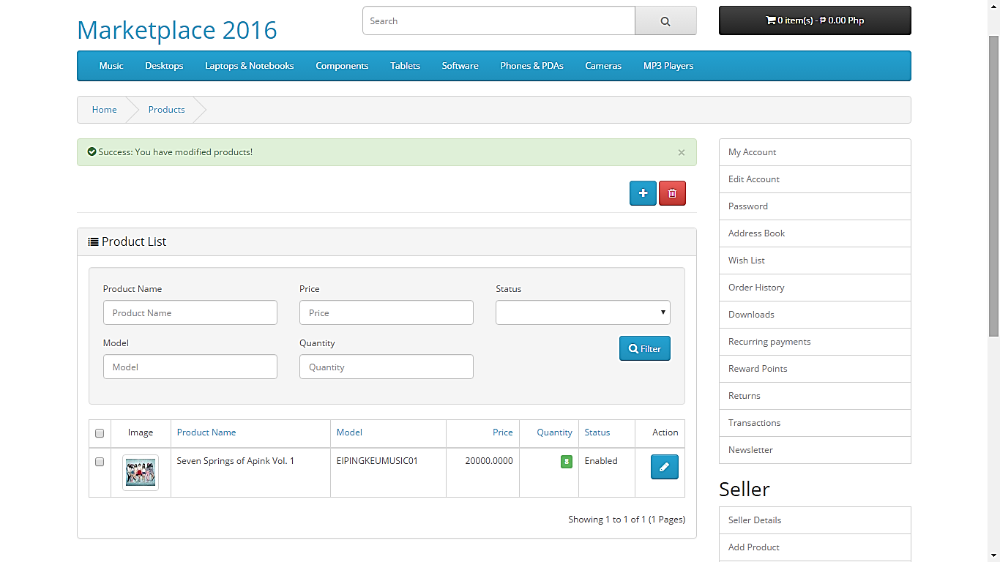 Marketplace 2016
Search
0 item(s) - ₱ 0.00 Php
Music Desktops Laptops & Notebooks Components Tablets Software Phones & PDAs Cameras MP3 Players
Home Products
Success: You have modified products! ×
Product List
Product Name Price Status
Product Name Price
Model Quantity Filter
Model Quantity
Image Product Name Model Price Quantity Status Action
Seven Springs of Apink Vol. 1 EIPINGKEUMUSIC01 20000.0000 8 Enabled
Showing 1 to 1 of 1 (1 Pages)
My Account
Edit Account
Password
Address Book
Wish List
Order History
Downloads
Recurring payments
Reward Points
Returns
Transactions
Newsletter
Seller
Seller Details
Add Product